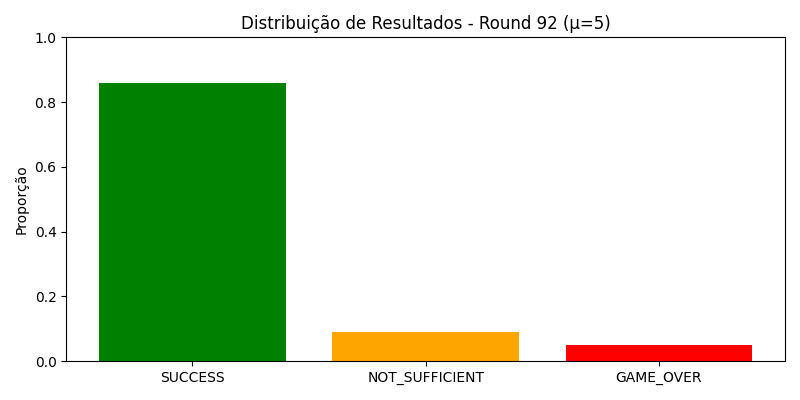 Distribuição de Resultados - Round 92 (μ=5)
Proporção
1.0
0.8
0.6
0.4
0.2
0.0
SUCCESS
NOT_SUFFICIENT
GAME_OVER